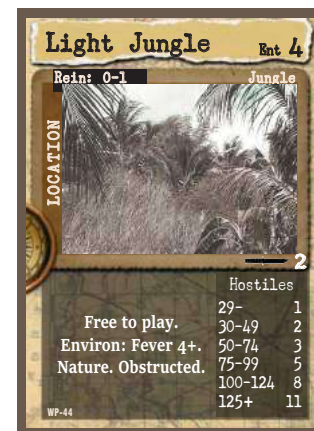 Light Jungle Ent 4
Rein: 0-1 Jungle
LOCATION
2
Hostiles
29- 1
30-49 2
50-74 3
75-99 5
100-124 8
125+ 11
Free to play.
Environ: Fever 4+.
Nature. Obstructed.
WP-44